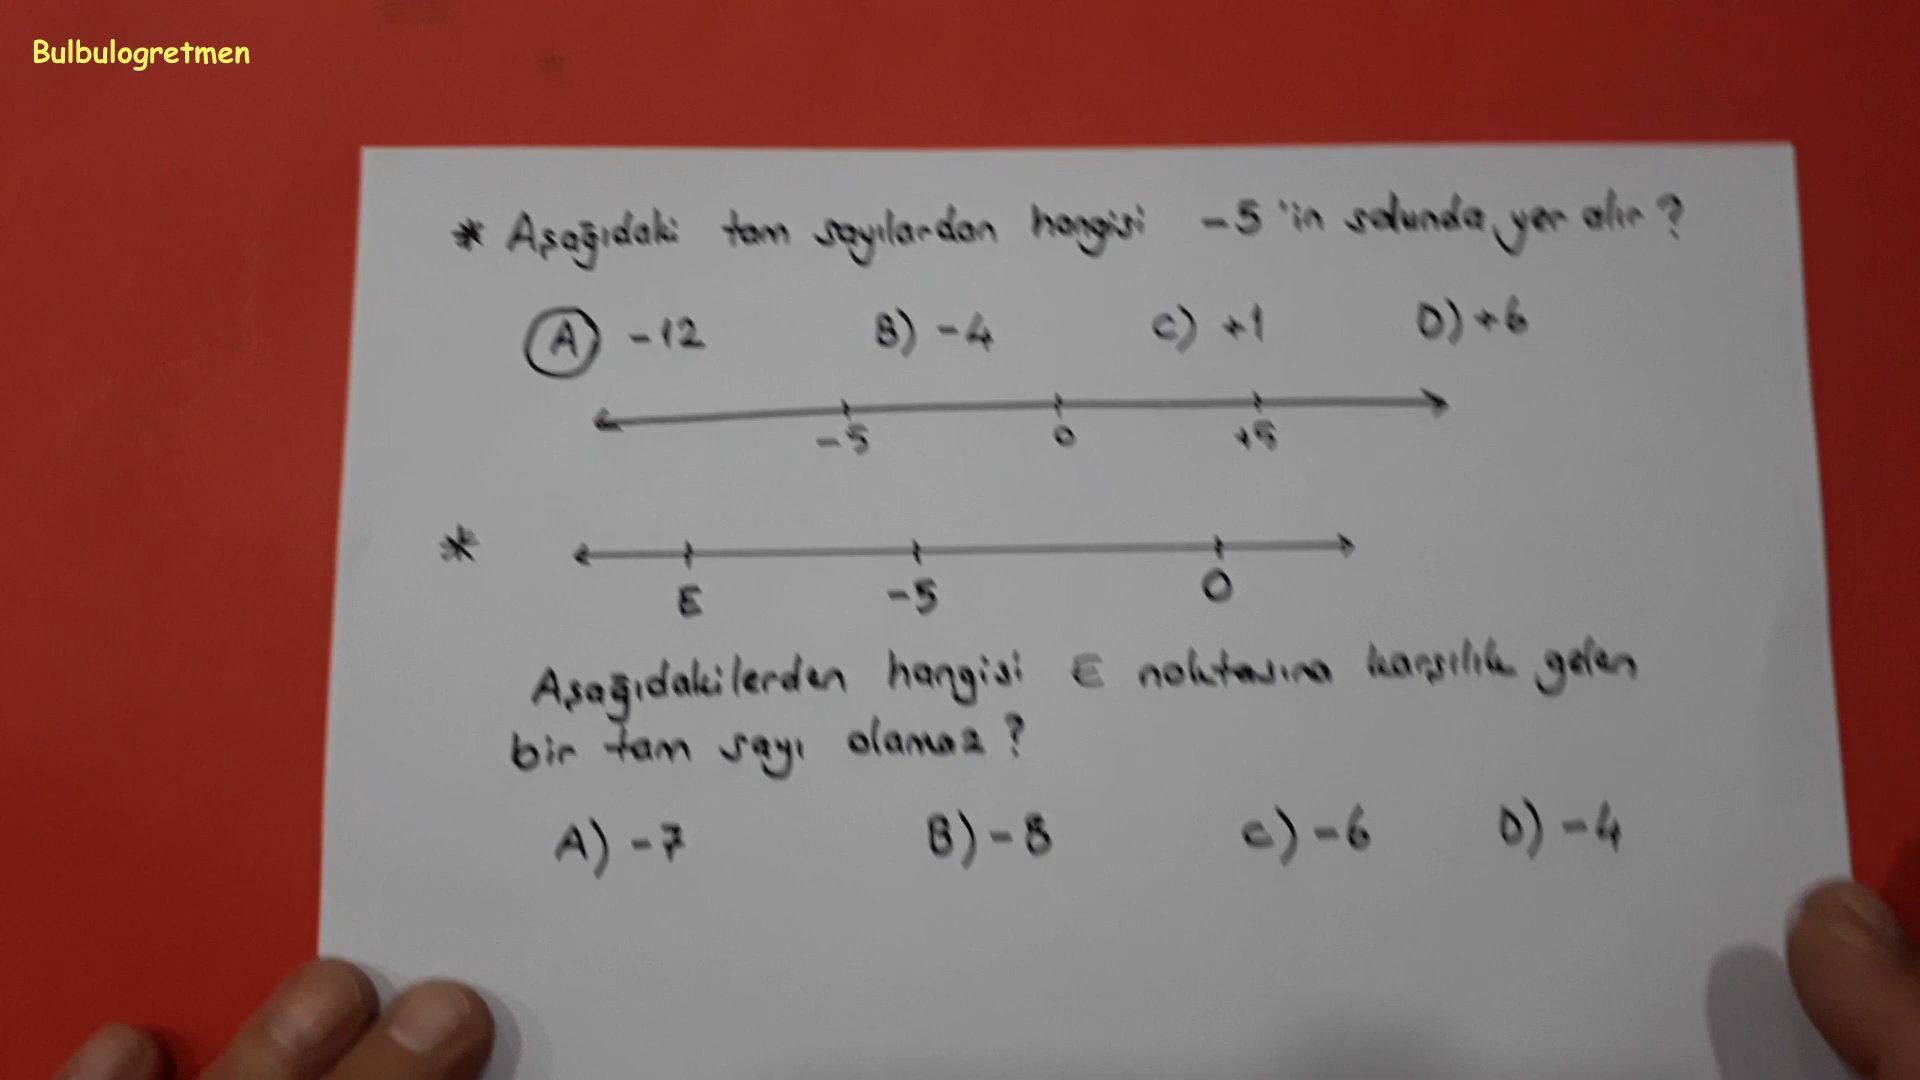 Bulbulogretmen
* Aşağıdaki tam sayılardan hangisi -5'in solunda yer alır?
A) -12 B) -4 C) +1 D) +6
-5 0 +5
*
E -5 0
Aşağıdakilerden hangisi E noktasına karşılık gelen
bir tam sayı olamaz?
A) -7 B) -8 C) -6 D) -4